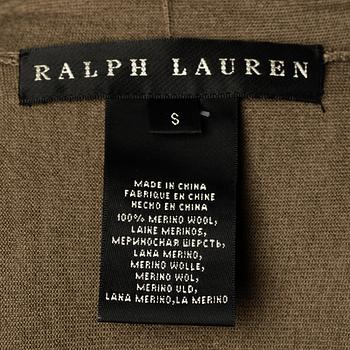 RALPH LAUREN
S
MADE IN CHINA
FABRIQUE EN CHINE
HECHO EN CHINA
100% MERINO WOOL,
LAINE MERINOS,
МЕРИНОСНАЯ ШЕРСТЬ,
LANA MERINO,
MERINO WOLLE,
MERINO WOL,
MERINO ULD,
LANA MERINO,LA MERINO